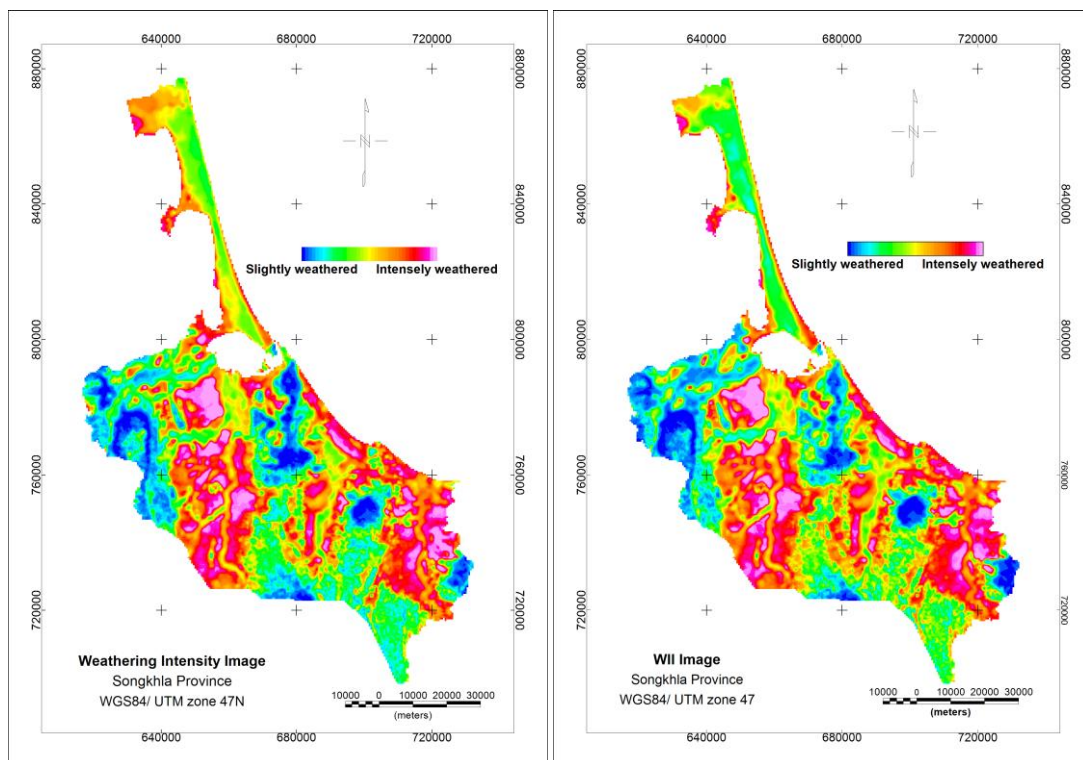 640000 680000 720000
880000 880000
N
840000 840000
Slightly weathered Intensely weathered
800000 800000
760000 760000
720000 720000
Weathering Intensity Image
Songkhla Province
WGS84/ UTM zone 47N
10000 0 10000 20000 30000
(meters)
640000 680000 720000
640000 680000 720000
880000 880000
N
840000 840000
Slightly weathered Intensely weathered
800000 800000
760000 760000
720000 720000
WII Image
Songkhla Province
WGS84/ UTM zone 47
10000 0 10000 20000 30000
(meters)
640000 680000 720000